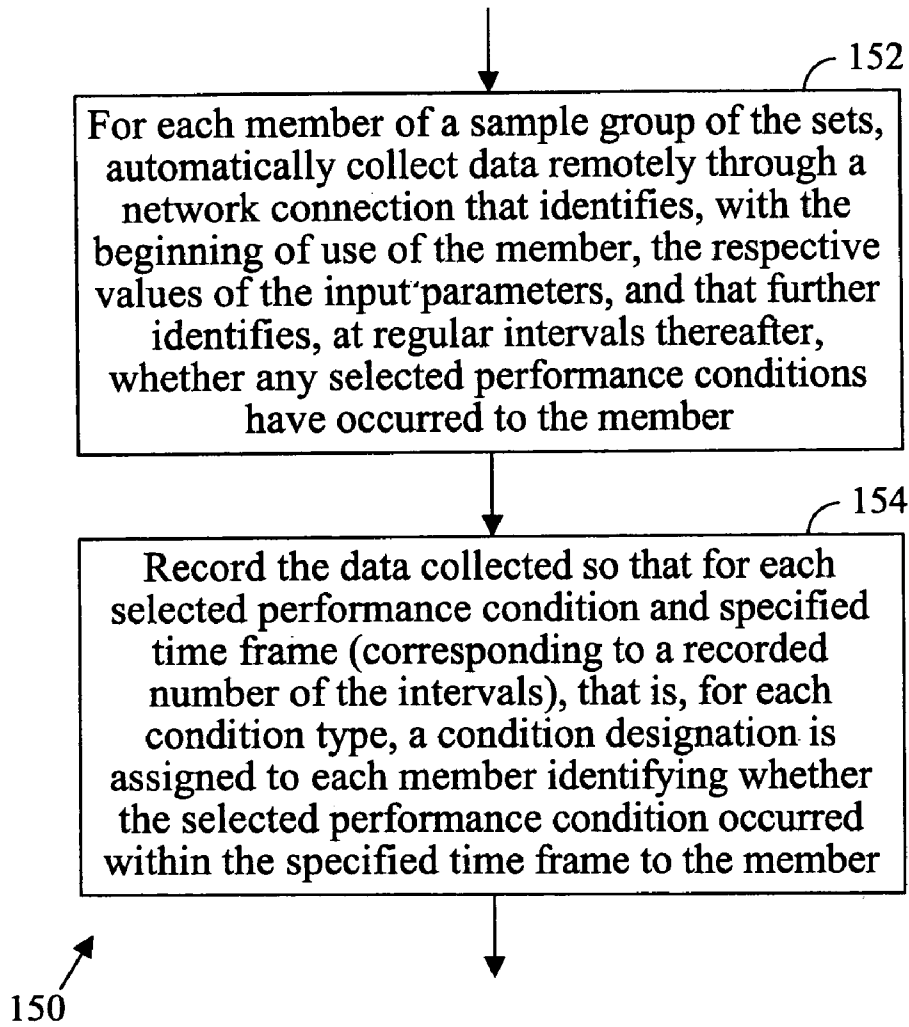 152
For each member of a sample group of the sets,
automatically collect data remotely through a
network connection that identifies, with the
beginning of use of the member, the respective
values of the input parameters, and that further
identifies, at regular intervals thereafter,
whether any selected performance conditions
have occurred to the member
154
Record the data collected so that for each
selected performance condition and specified
time frame (corresponding to a recorded
number of the intervals), that is, for each
condition type, a condition designation is
assigned to each member identifying whether
the selected performance condition occurred
within the specified time frame to the member
150